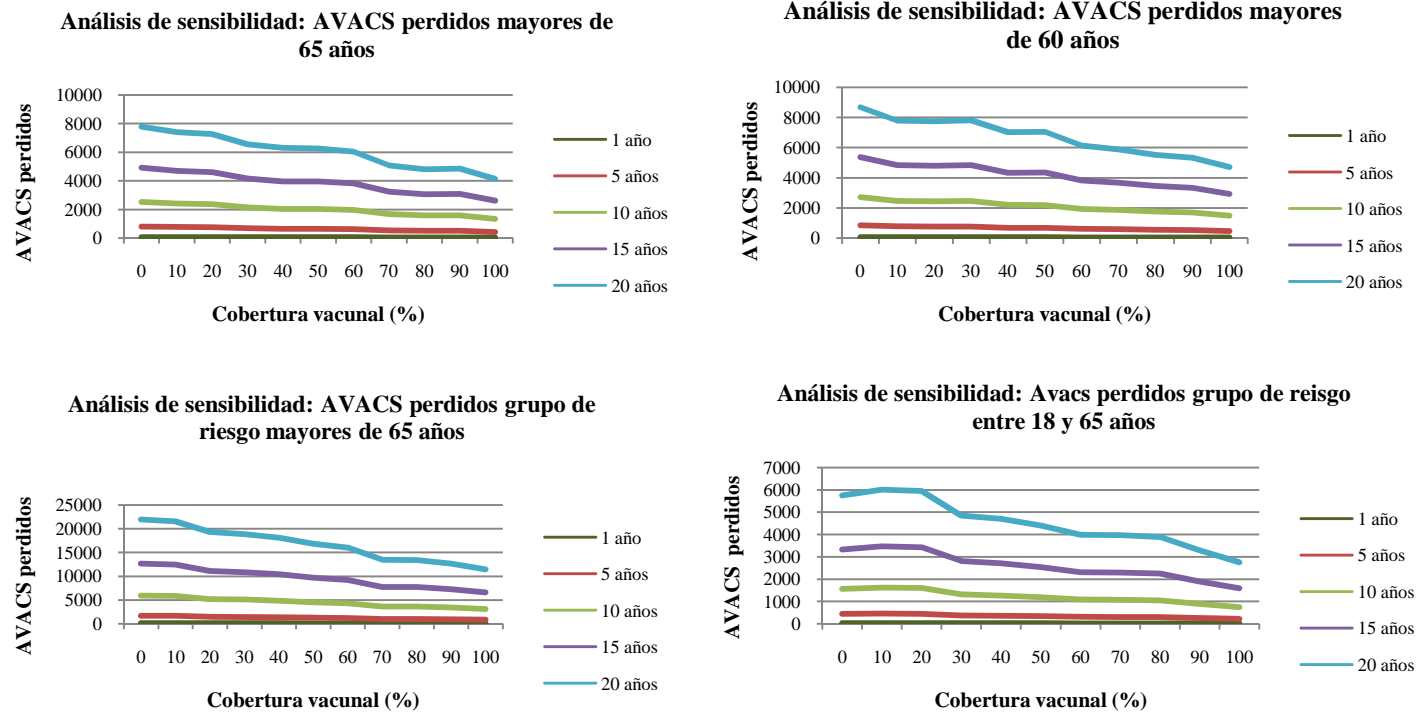 Análisis de sensibilidad: AVACS perdidos mayores de
65 años
AVACS perdidos
10000
8000
6000
4000
2000
0
0 10 20 30 40 50 60 70 80 90 100
Cobertura vacunal (%)
1 año
5 años
10 años
15 años
20 años
Análisis de sensibilidad: AVACS perdidos mayores
de 60 años
AVACS perdidos
10000
8000
6000
4000
2000
0
0 10 20 30 40 50 60 70 80 90 100
Cobertura vacunal (%)
1 año
5 años
10 años
15 años
20 años
Análisis de sensibilidad: AVACS perdidos grupo de
riesgo mayores de 65 años
AVACS perdidos
25000
20000
15000
10000
5000
0
0 10 20 30 40 50 60 70 80 90 100
Cobertura vacunal (%)
1 año
5 años
10 años
15 años
20 años
Análisis de sensibilidad: Avacs perdidos grupo de reisgo
entre 18 y 65 años
AVACS perdidos
7000
6000
5000
4000
3000
2000
1000
0
0 10 20 30 40 50 60 70 80 90 100
Cobertura vacunal (%)
1 año
5 años
10 años
15 años
20 años